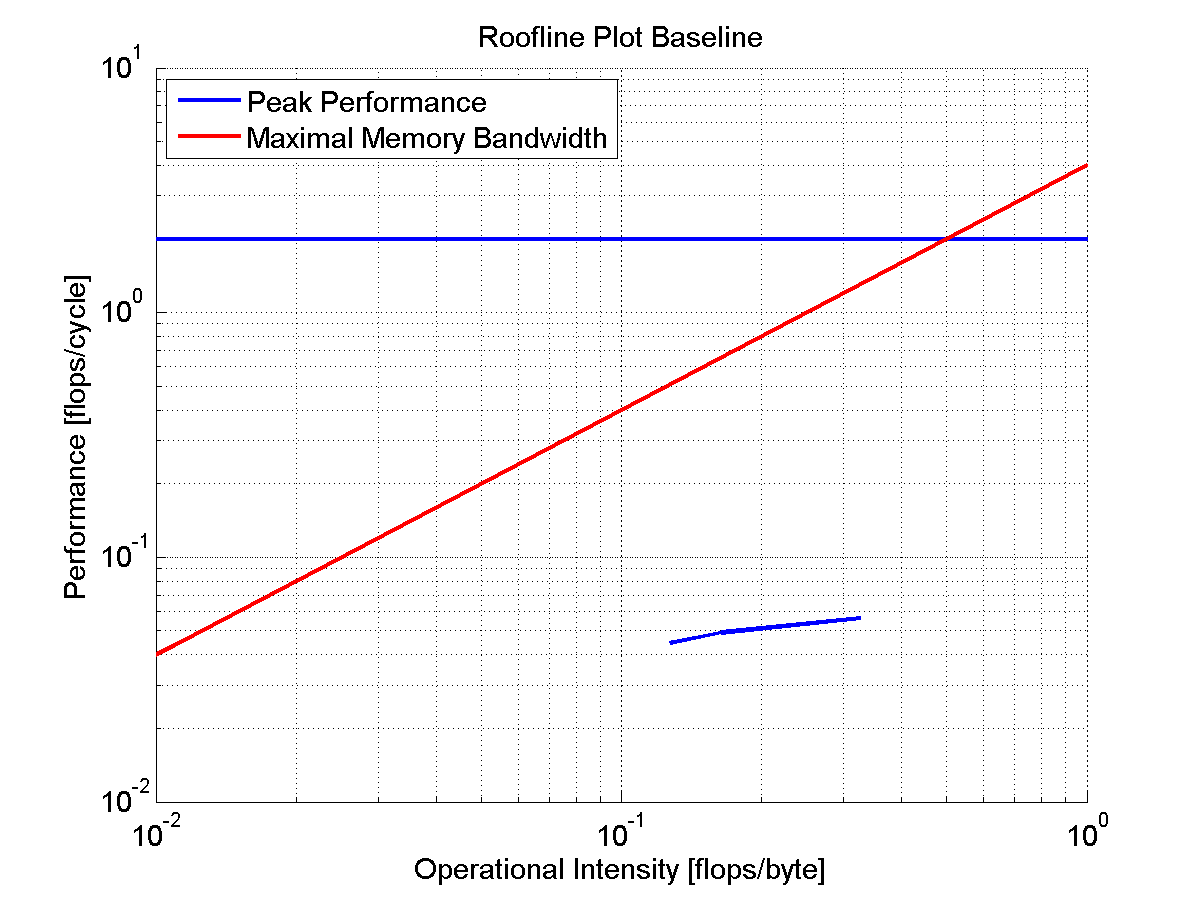 Roofline Plot Baseline
Peak Performance
Maximal Memory Bandwidth
Performance [flops/cycle]
10^1
10^0
10^-1
10^-2
10^-2
10^-1
10^0
Operational Intensity [flops/byte]